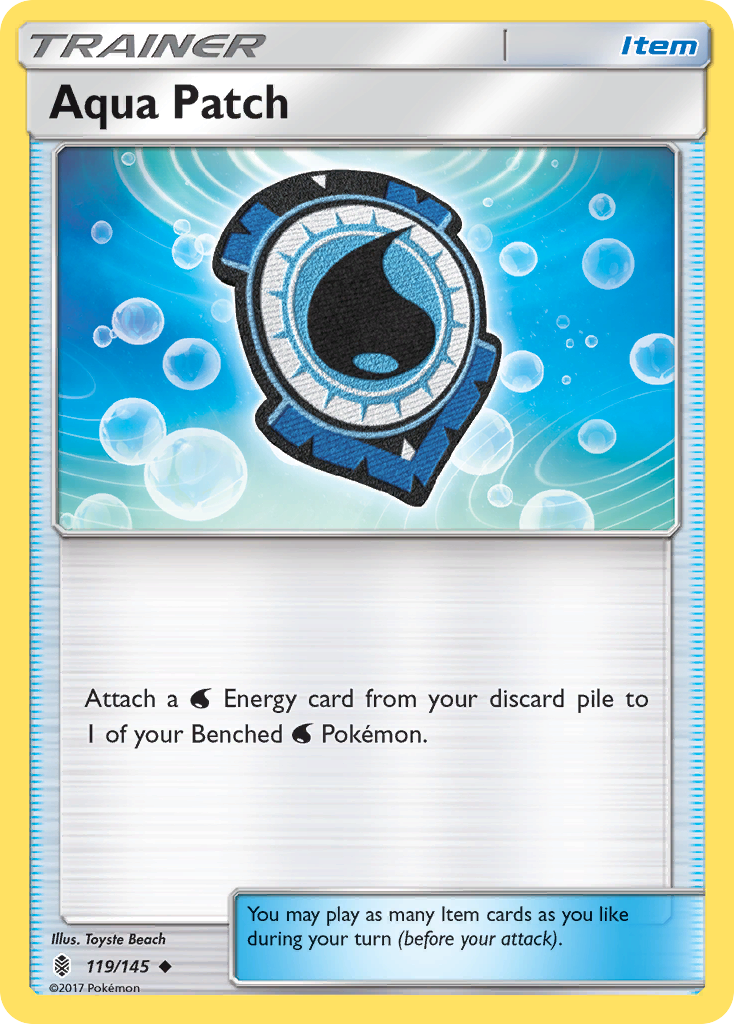 TRAINER Item
Aqua Patch
Attach a Energy card from your discard pile to
1 of your Benched Pokémon.
You may play as many Item cards as you like
during your turn (before your attack).
Illus. Toyste Beach
119/145
©2017 Pokémon